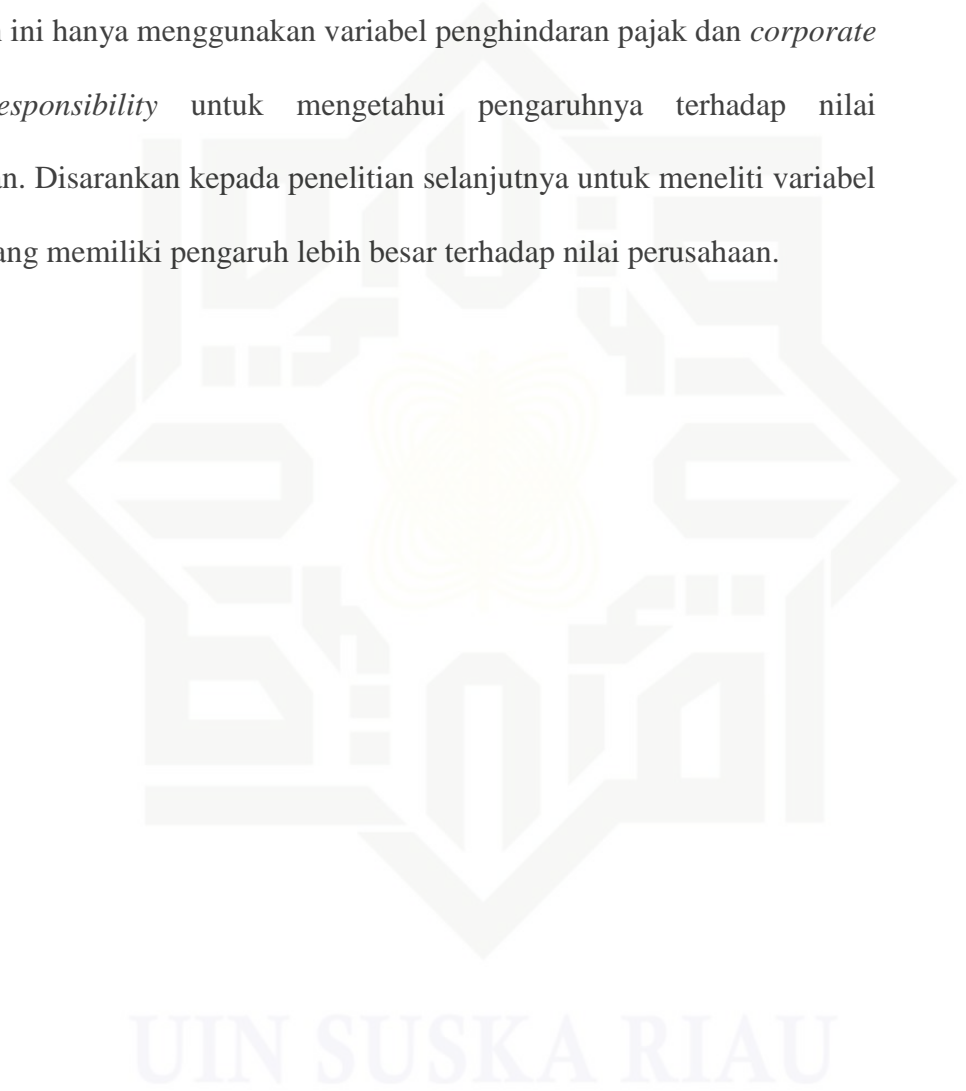 ini hanya menggunakan variabel penghindaran pajak dan corporate
esponsibility untuk mengetahui pengaruhnya terhadap nilai
an. Disarankan kepada penelitian selanjutnya untuk meneliti variabel
ang memiliki pengaruh lebih besar terhadap nilai perusahaan.
UIN SUSKA RIAU